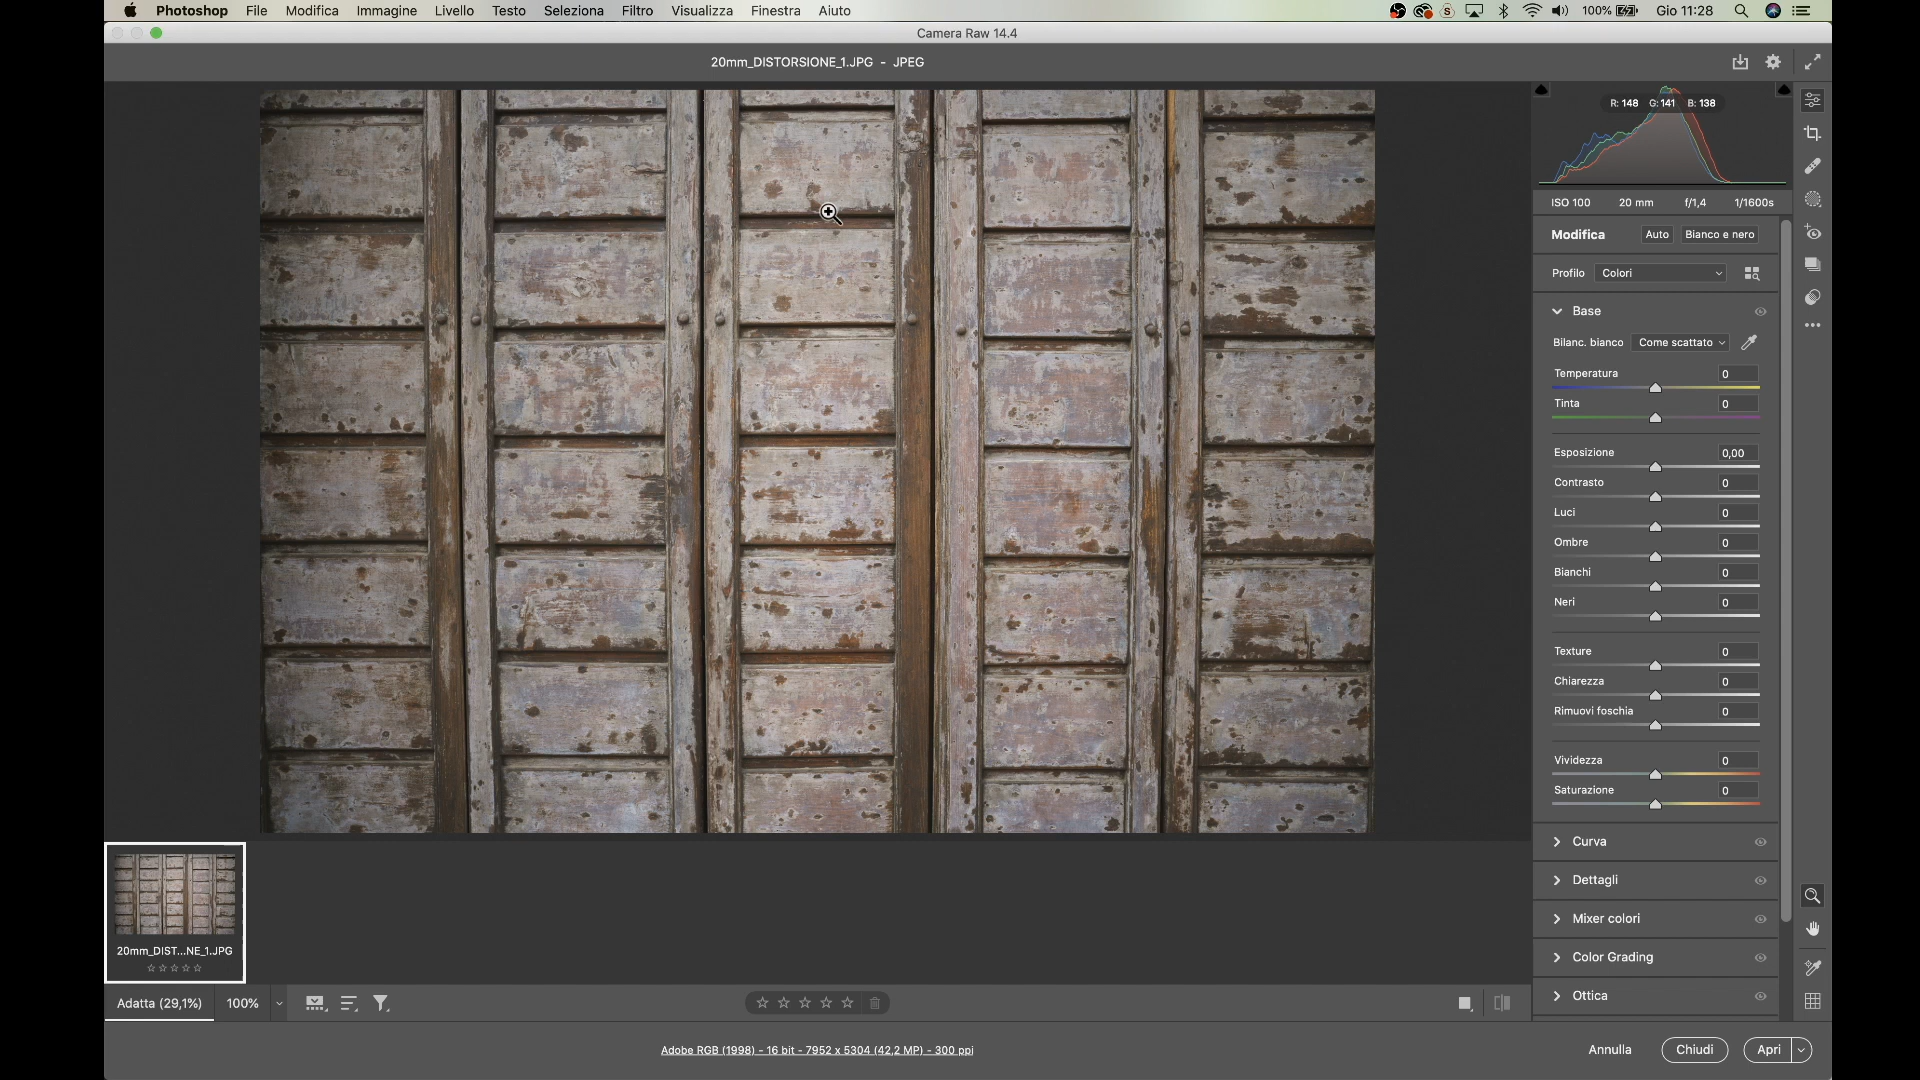 Photoshop File Modifica Immagine Livello Testo Seleziona Filtro Visualizza Finestra Aiuto 100% Gio 11:28
Camera Raw 14.4
20mm_DISTORSIONE_1.JPG - JPEG
R: 148 G: 141 B: 138
ISO 100 20 mm f/1,4 1/1600s
Modifica Auto Bianco e nero
Profilo Colori
Base
Bilanc. bianco Come scattato
Temperatura 0
Tinta 0
Esposizione 0,00
Contrasto 0
Luci 0
Ombre 0
Bianchi 0
Neri 0
Texture 0
Chiarezza 0
Rimuovi foschia 0
Vividezza 0
Saturazione 0
Curva
Dettagli
Mixer colori
Color Grading
Ottica
20mm_DIST...NE_1.JPG
Adatta (29,1%) 100%
Adobe RGB (1998) - 16 bit - 7952 x 5304 (42,2 MP) - 300 ppi
Annulla Chiudi Apri